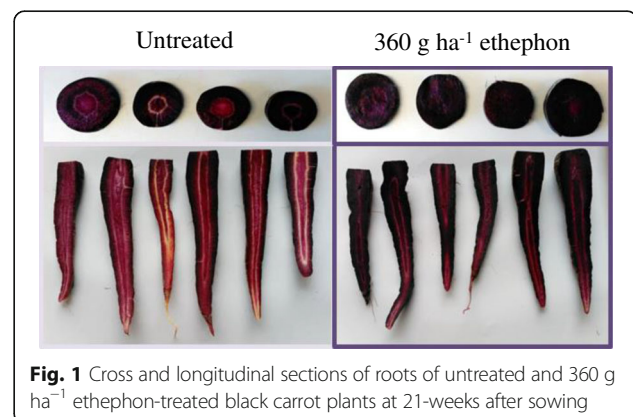 Untreated
360 g ha⁻¹ ethephon
Fig. 1 Cross and longitudinal sections of roots of untreated and 360 g
ha⁻¹ ethephon-treated black carrot plants at 21-weeks after sowing